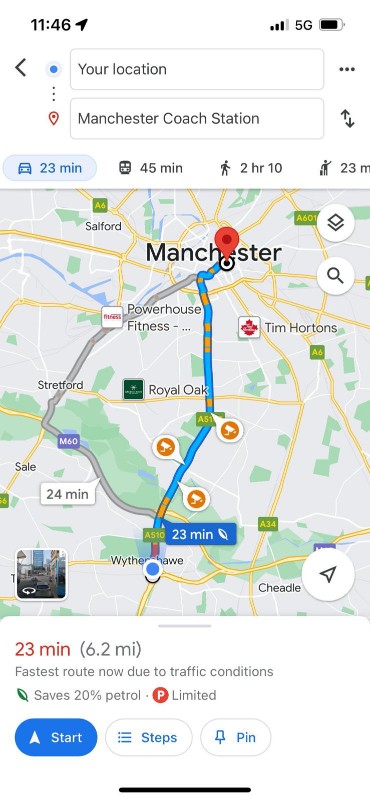 11:46
5G
Your location
Manchester Coach Station
23 min
45 min
2 hr 10
23 m
A6
A601
Salford
Manchester
Powerhouse
Fitness - ...
fitness
Tim Hortons
A6
Stretford
Royal Oak
A51
M60
Sale
24 min
A510
23 min
A34
Wythenshawe
Cheadle
23 min (6.2 mi)
Fastest route now due to traffic conditions
Saves 20% petrol · P Limited
Start
Steps
Pin